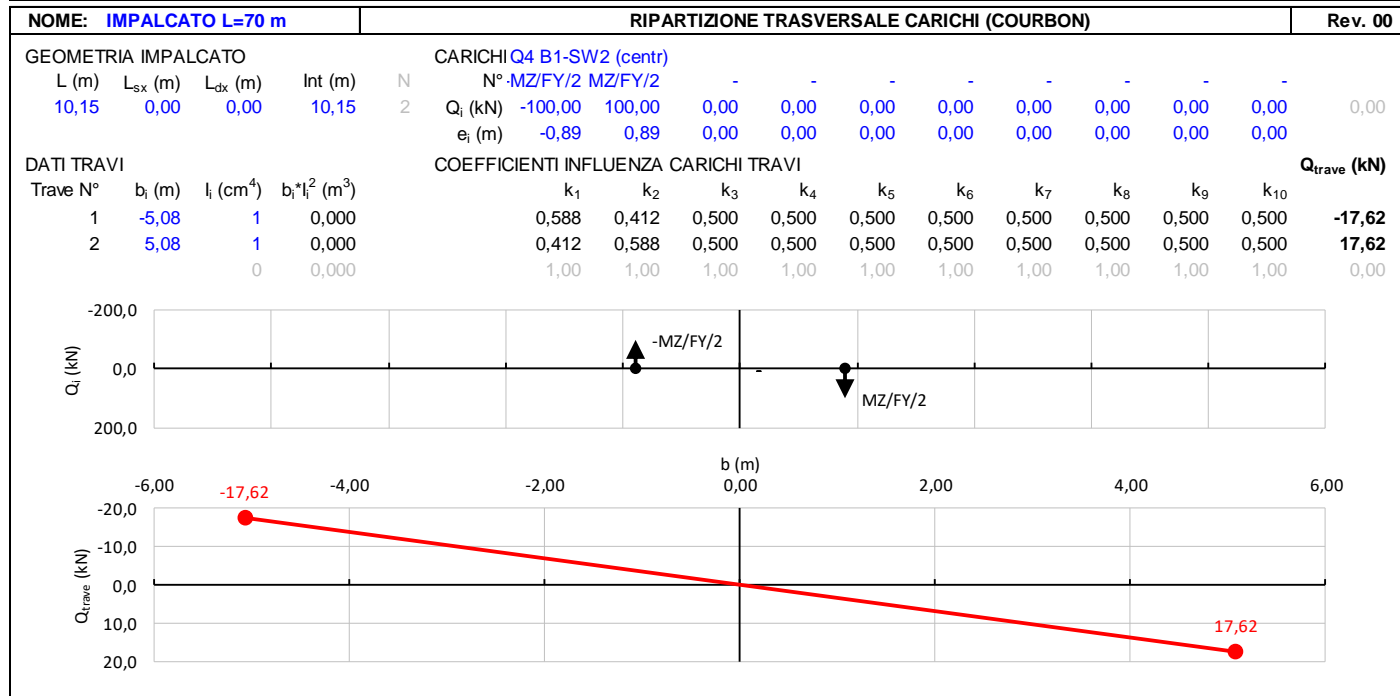 NOME: IMPALCATO L=70 m RIPARTIZIONE TRASVERSALE CARICHI (COURBON) Rev. 00
GEOMETRIA IMPALCATO CARICHI Q4 B1-SW2 (centr)
L (m) Lsx (m) Ldx (m) Int (m) N N° -MZ/FY/2 MZ/FY/2 - - - - - - - -
10,15 0,00 0,00 10,15 2 Qi (kN) -100,00 100,00 0,00 0,00 0,00 0,00 0,00 0,00 0,00 0,00 0,00
ei (m) -0,89 0,89 0,00 0,00 0,00 0,00 0,00 0,00 0,00 0,00
DATI TRAVI COEFFICIENTI INFLUENZA CARICHI TRAVI Qtrave (kN)
Trave N° bi (m) Ii (cm4) bi*Ii2 (m3) k1 k2 k3 k4 k5 k6 k7 k8 k9 k10
1 -5,08 1 0,000 0,588 0,412 0,500 0,500 0,500 0,500 0,500 0,500 0,500 0,500 -17,62
2 5,08 1 0,000 0,412 0,588 0,500 0,500 0,500 0,500 0,500 0,500 0,500 0,500 17,62
0 0,000 1,00 1,00 1,00 1,00 1,00 1,00 1,00 1,00 1,00 1,00 0,00
-200,0
-MZ/FY/2
0,0
-
Qi (kN)
MZ/FY/2
200,0
b (m)
-6,00 -4,00 -2,00 0,00 2,00 4,00 6,00
-17,62
-20,0
-10,0
0,0
Qtrave (kN)
10,0
17,62
20,0